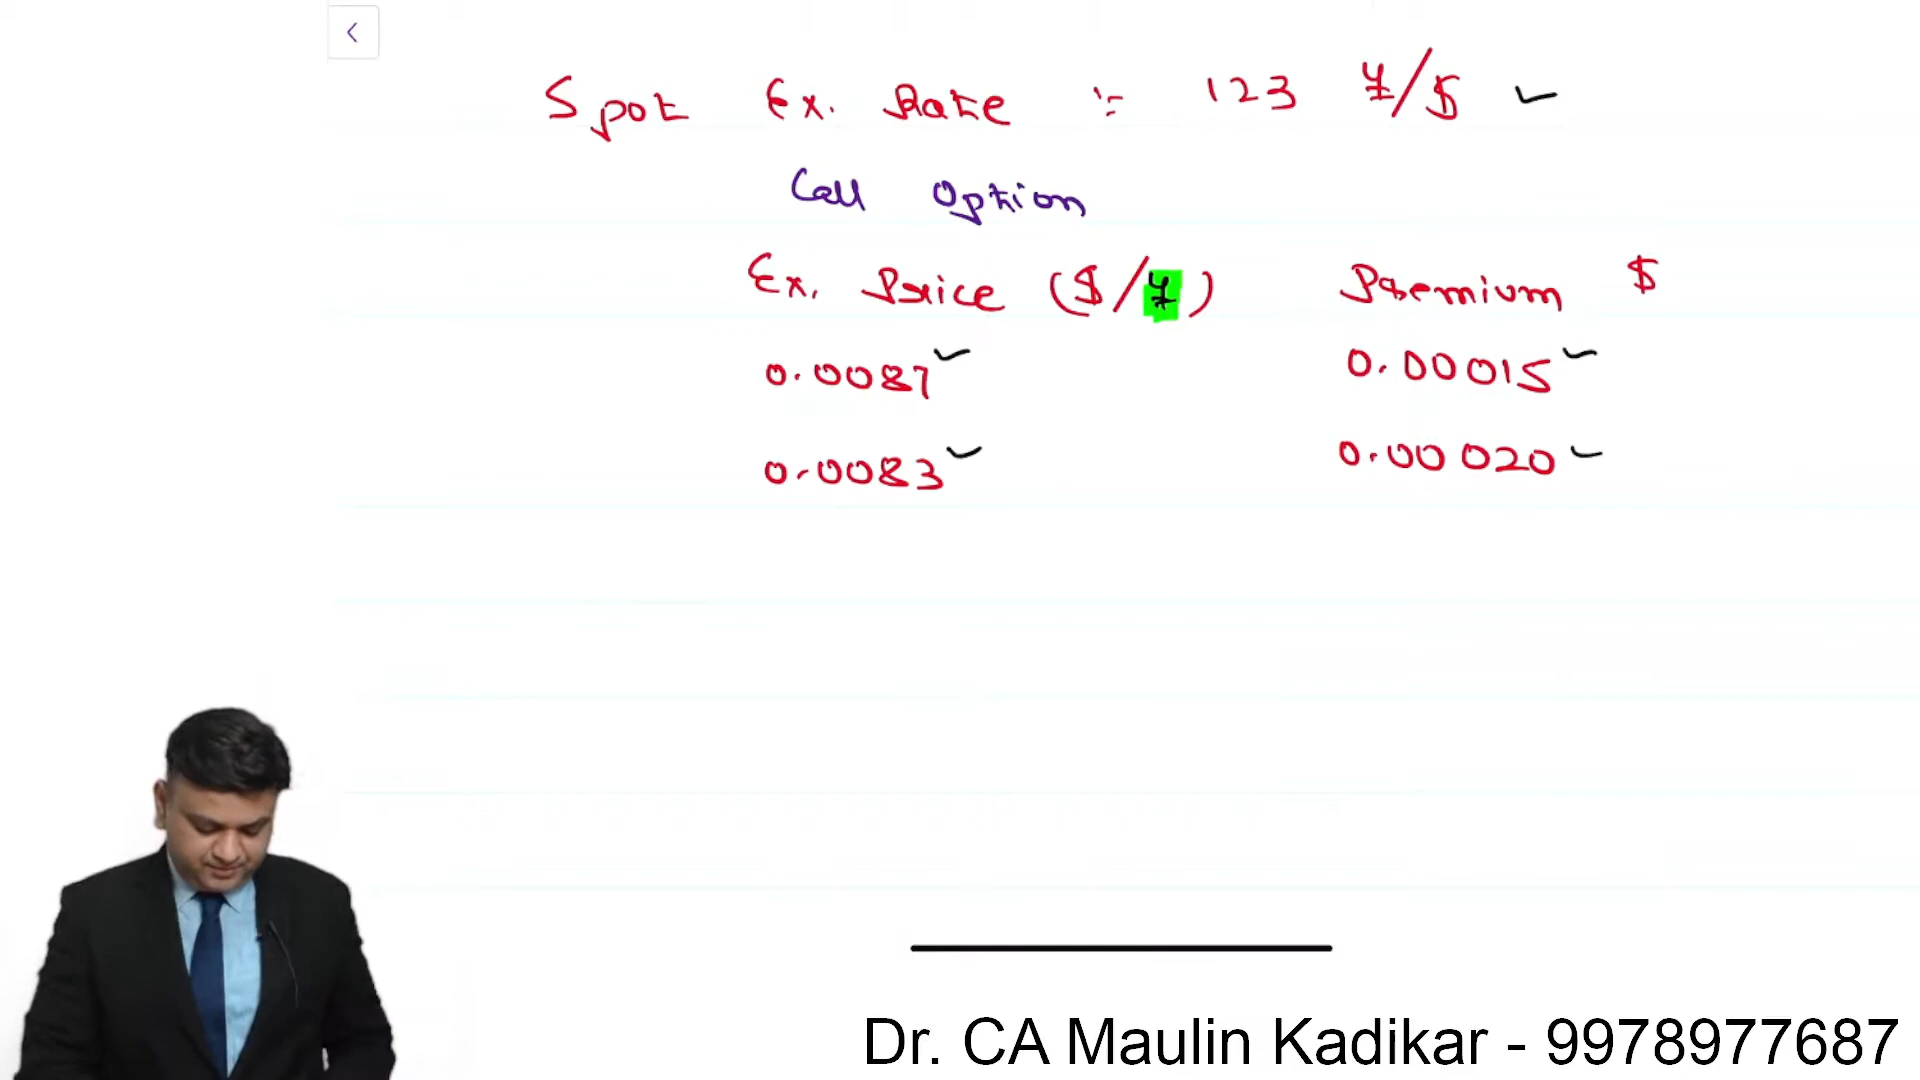 Spot Ex. Rate :- 123 ¥/$
Call Option
Ex. Price ($/¥) Premium $
0.0087 0.00015
0.0083 0.00020
Dr. CA Maulin Kadikar - 9978977687